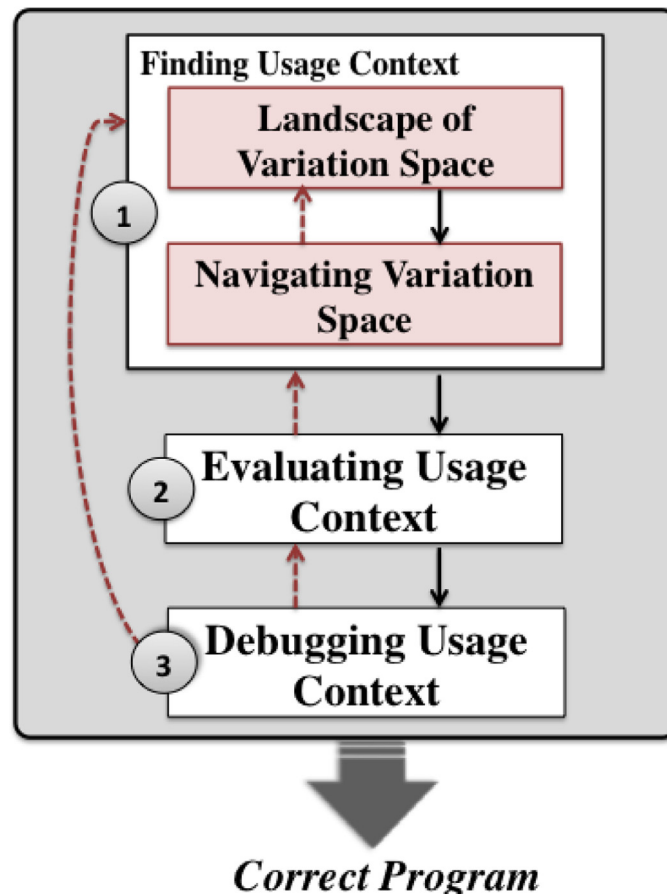 Finding Usage Context
Landscape of
Variation Space
1
Navigating Variation
Space
2
Evaluating Usage
Context
3
Debugging Usage
Context
Correct Program